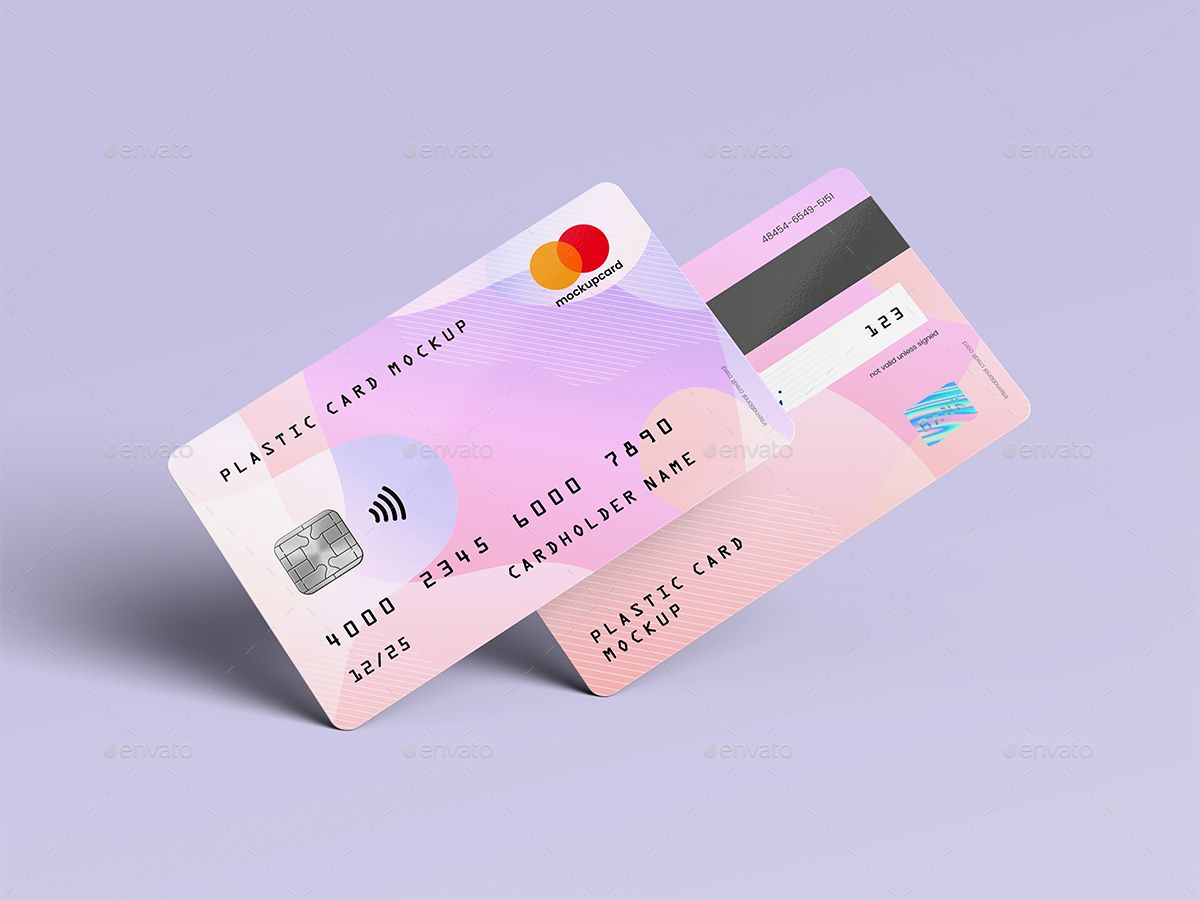 mockupcard
PLASTIC CARD MOCKUP
4000 2345 6000 7890
12/25
CARDHOLDER NAME
international credit card
48454-6549-5151
123
not valid unless signed
international credit card
credit card
PLASTIC CARD
MOCKUP
envato
envato
envato
envato
envato
envato
envato
envato
envato
envato
envato
envato